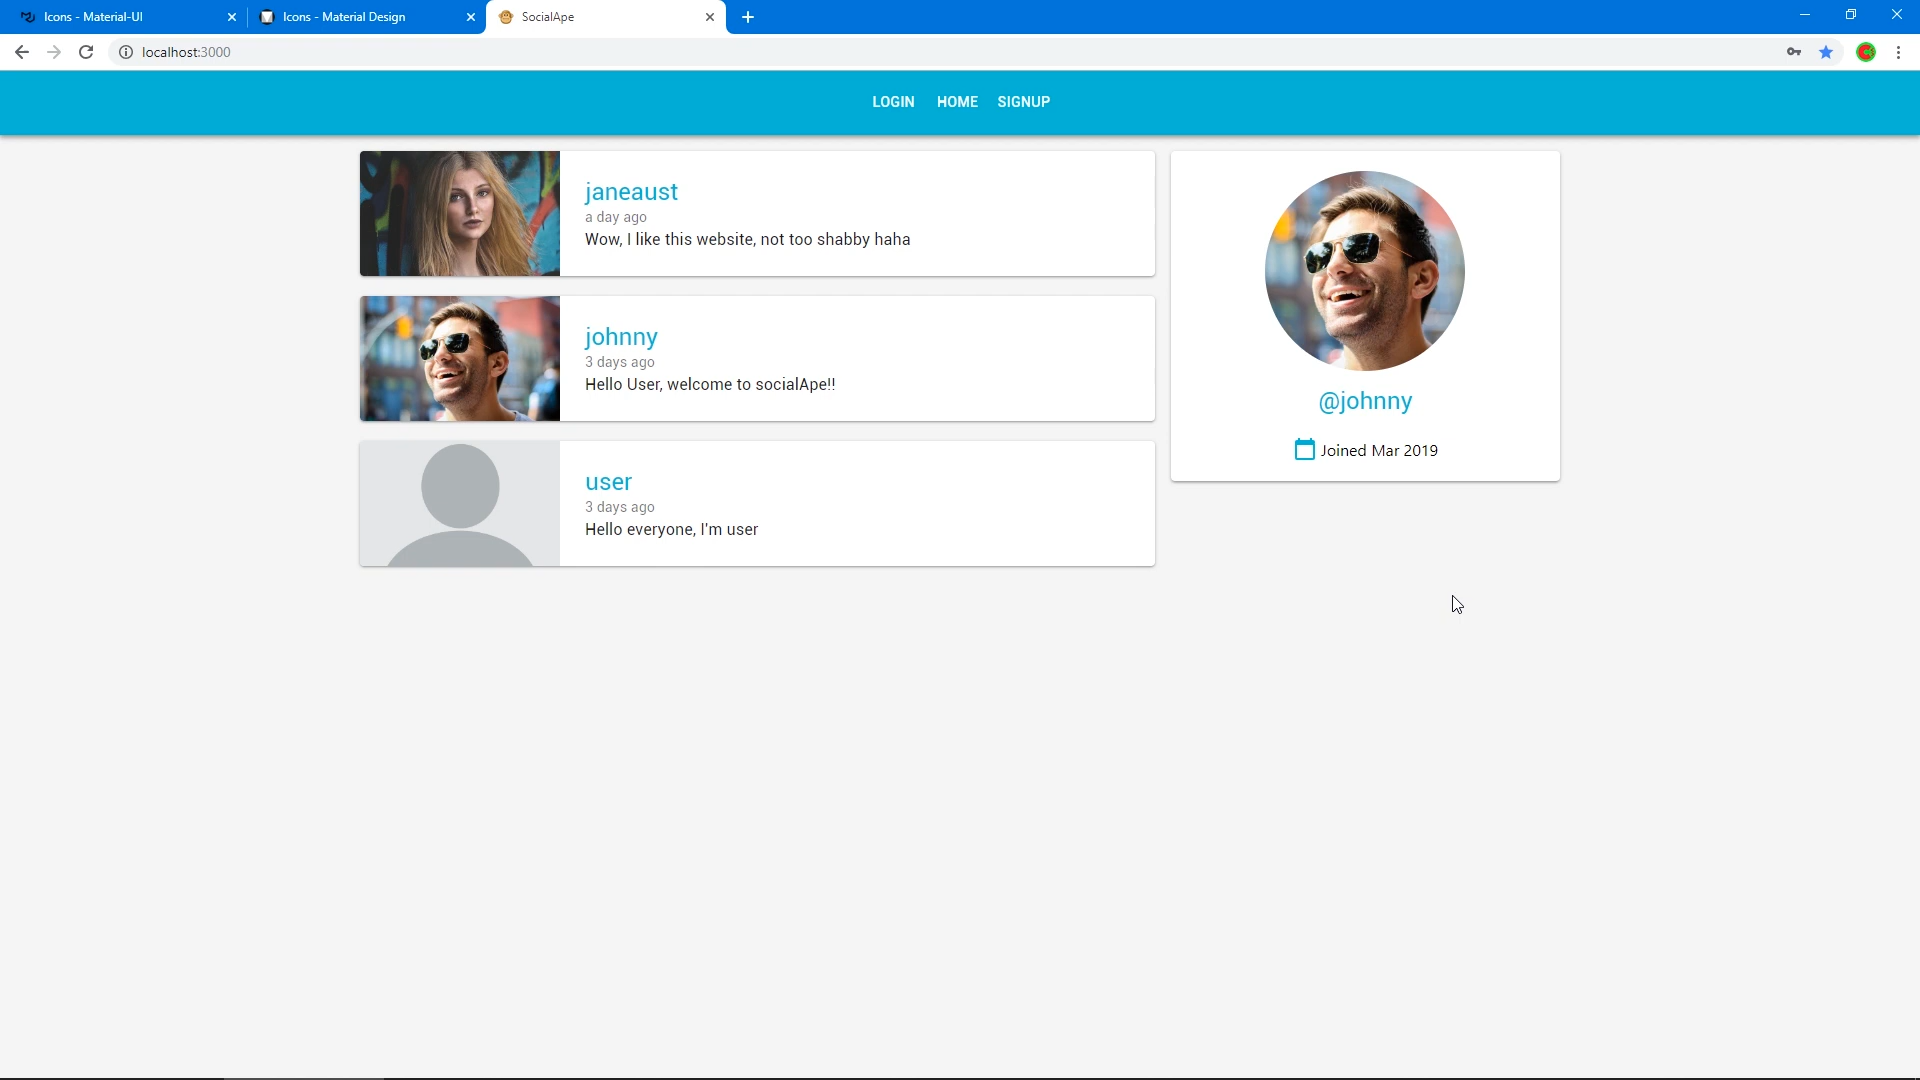 Icons - Material-UI
Icons - Material Design
SocialApe
localhost:3000
LOGIN HOME SIGNUP
janeaust
a day ago
Wow, I like this website, not too shabby haha
johnny
3 days ago
Hello User, welcome to socialApe!!
user
3 days ago
Hello everyone, I'm user
@johnny
Joined Mar 2019